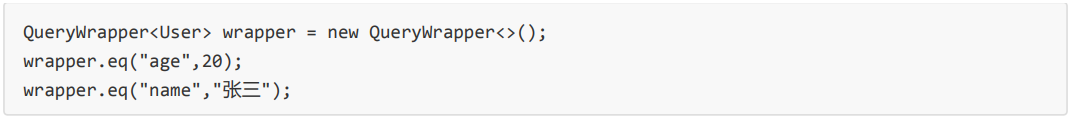 QueryWrapper<User> wrapper = new QueryWrapper<>();
wrapper.eq("age",20);
wrapper.eq("name","张三");